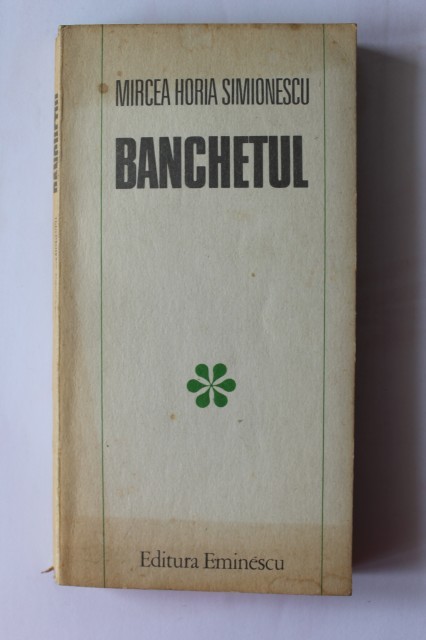 MIRCEA HORIA SIMIONESCU
BANCHETUL
Editura Eminescu